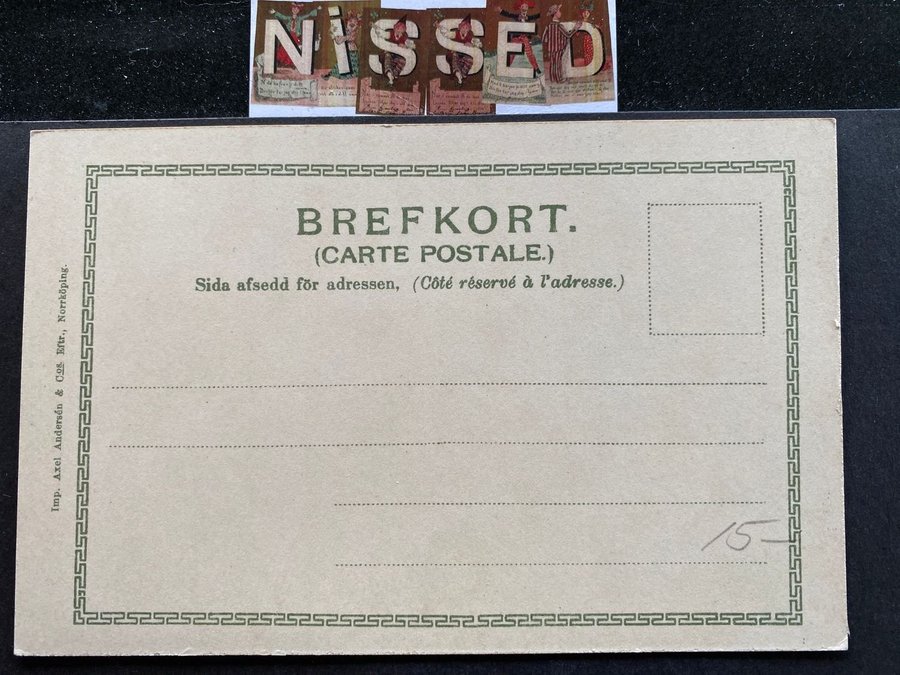 NiSSED
BREFKORT.
(CARTE POSTALE.)
Sida afsedd för adressen, (Côté réservé à l'adresse.)
Imp. Axel Andersén & C:os. Eftr., Norrköping.
15-